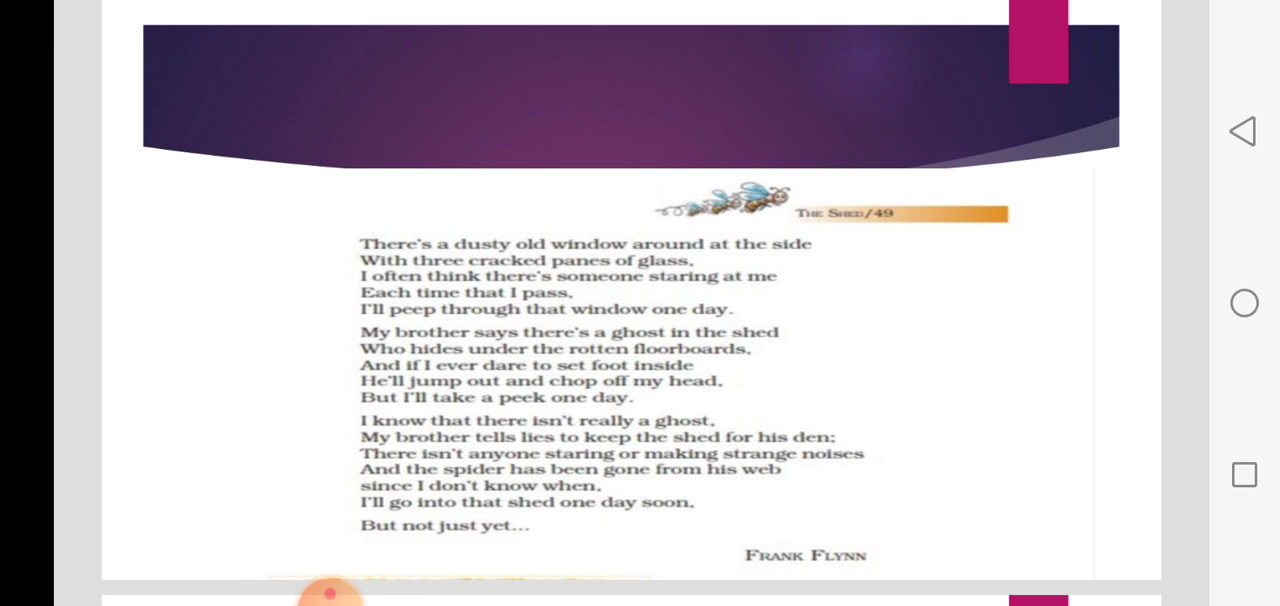 THE SHED/49
There's a dusty old window around at the side
With three cracked panes of glass,
I often think there's someone staring at me
Each time that I pass,
I'll peep through that window one day.
My brother says there's a ghost in the shed
Who hides under the rotten floorboards,
And if I ever dare to set foot inside
He'll jump out and chop off my head,
But I'll take a peek one day.
I know that there isn't really a ghost,
My brother tells lies to keep the shed for his den;
There isn't anyone staring or making strange noises
And the spider has been gone from his web
since I don't know when,
I'll go into that shed one day soon,
But not just yet...
FRANK FLYNN